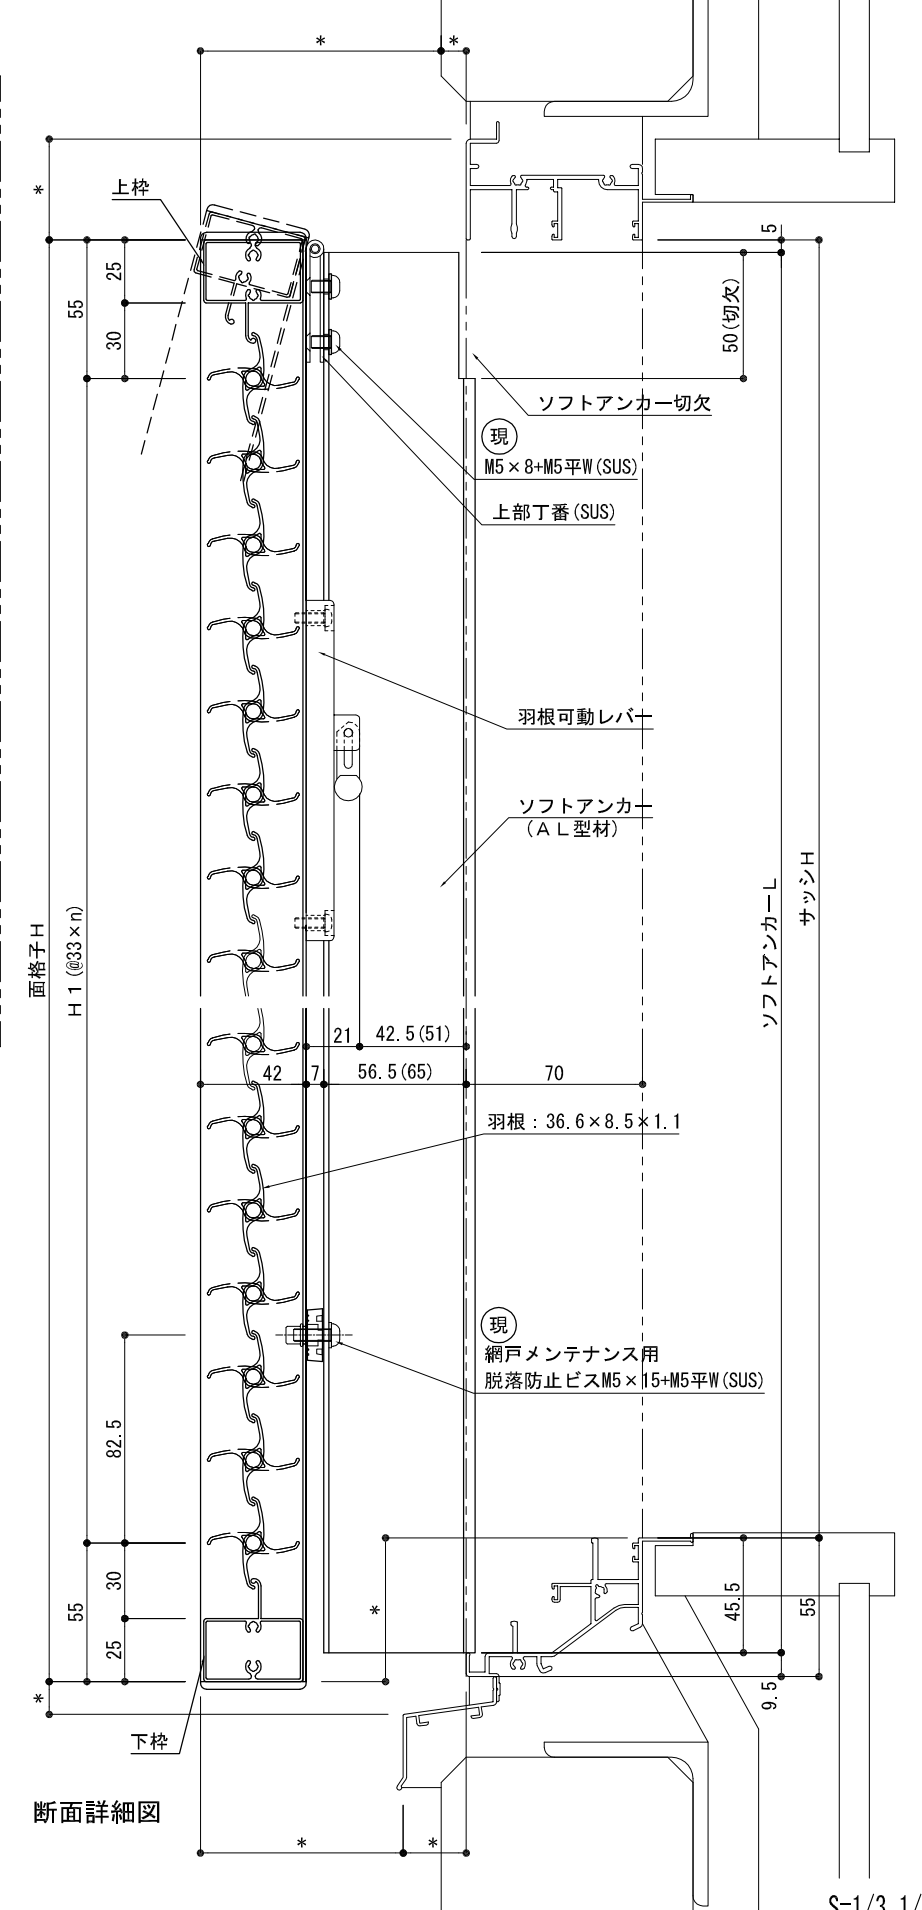 *
*
*
上枠
5
25
55
30
50(切欠)
ソフトアンカー切欠
現
M5×8+M5平W(SUS)
上部丁番(SUS)
羽根可動レバー
ソフトアンカー
(AL型材)
サッシH
ソフトアンカーL
面格子H
H1(@33×n)
21
42.5(51)
42
7
56.5(65)
70
羽根：36.6×8.5×1.1
現
網戸メンテナンス用
脱落防止ビスM5×15+M5平W(SUS)
82.5
30
55
25
*
45.5
55
9.5
*
下枠
断面詳細図
*
*
S-1/3,1/